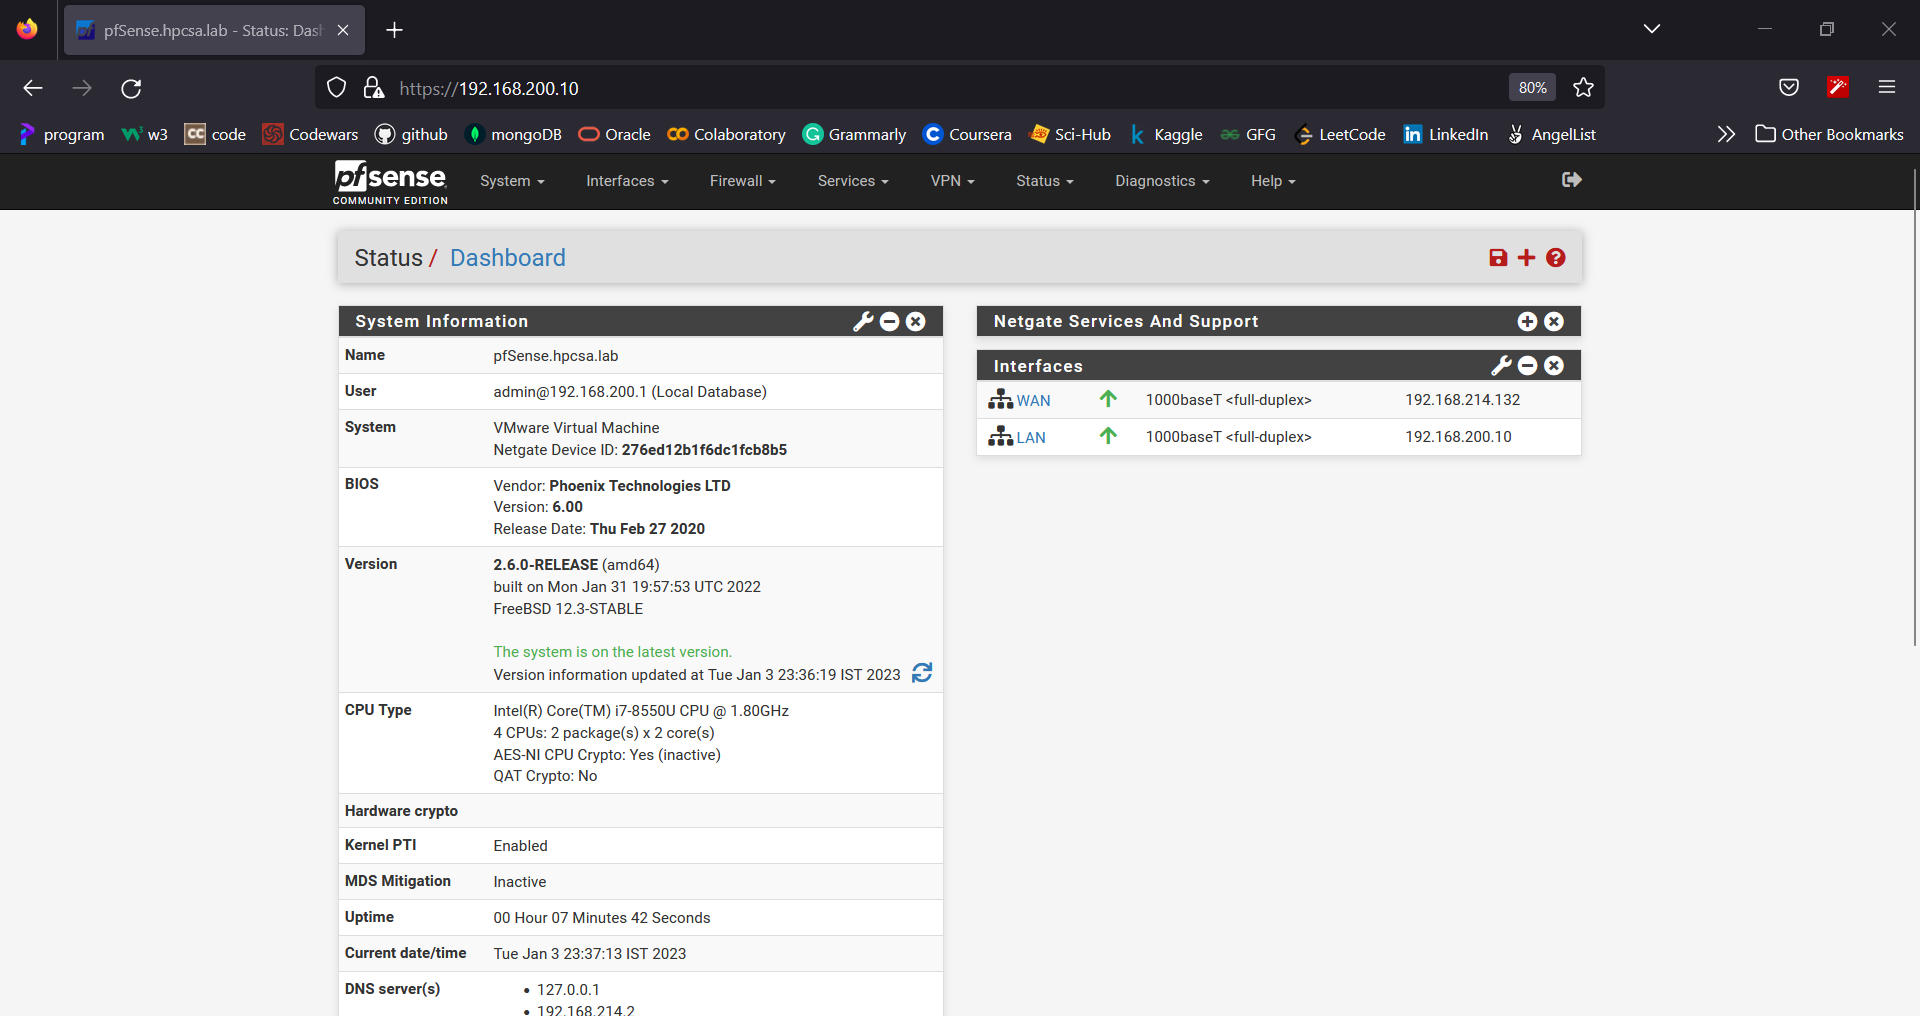 pfSense.hpcsa.lab - Status: Dash
https://192.168.200.10
80%
program
w3
code
Codewars
github
mongoDB
Oracle
Colaboratory
Grammarly
Coursera
Sci-Hub
Kaggle
GFG
LeetCode
LinkedIn
AngelList
Other Bookmarks
pfsense
COMMUNITY EDITION
System
Interfaces
Firewall
Services
VPN
Status
Diagnostics
Help
Status / Dashboard
System Information
Name pfSense.hpcsa.lab
User admin@192.168.200.1 (Local Database)
System VMware Virtual Machine
Netgate Device ID: 276ed12b1f6dc1fcb8b5
BIOS Vendor: Phoenix Technologies LTD
Version: 6.00
Release Date: Thu Feb 27 2020
Version 2.6.0-RELEASE (amd64)
built on Mon Jan 31 19:57:53 UTC 2022
FreeBSD 12.3-STABLE
The system is on the latest version.
Version information updated at Tue Jan 3 23:36:19 IST 2023
CPU Type Intel(R) Core(TM) i7-8550U CPU @ 1.80GHz
4 CPUs: 2 package(s) x 2 core(s)
AES-NI CPU Crypto: Yes (inactive)
QAT Crypto: No
Hardware crypto
Kernel PTI Enabled
MDS Mitigation Inactive
Uptime 00 Hour 07 Minutes 42 Seconds
Current date/time Tue Jan 3 23:37:13 IST 2023
DNS server(s) • 127.0.0.1
• 192.168.214.2
Netgate Services And Support
Interfaces
WAN 1000baseT <full-duplex> 192.168.214.132
LAN 1000baseT <full-duplex> 192.168.200.10